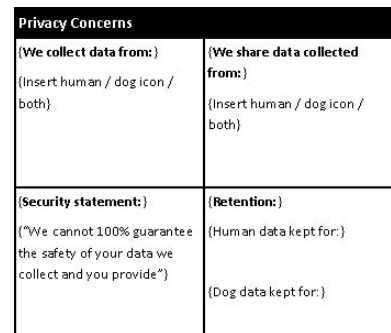 Privacy Concerns
{We collect data from:}
{Insert human / dog icon /
both}
{We share data collected
from:}
{Insert human / dog icon /
both}
{Security statement:}
{"We cannot 100% guarantee
the safety of your data we
collect and you provide"}
{Retention:}
{Human data kept for:}
{Dog data kept for:}